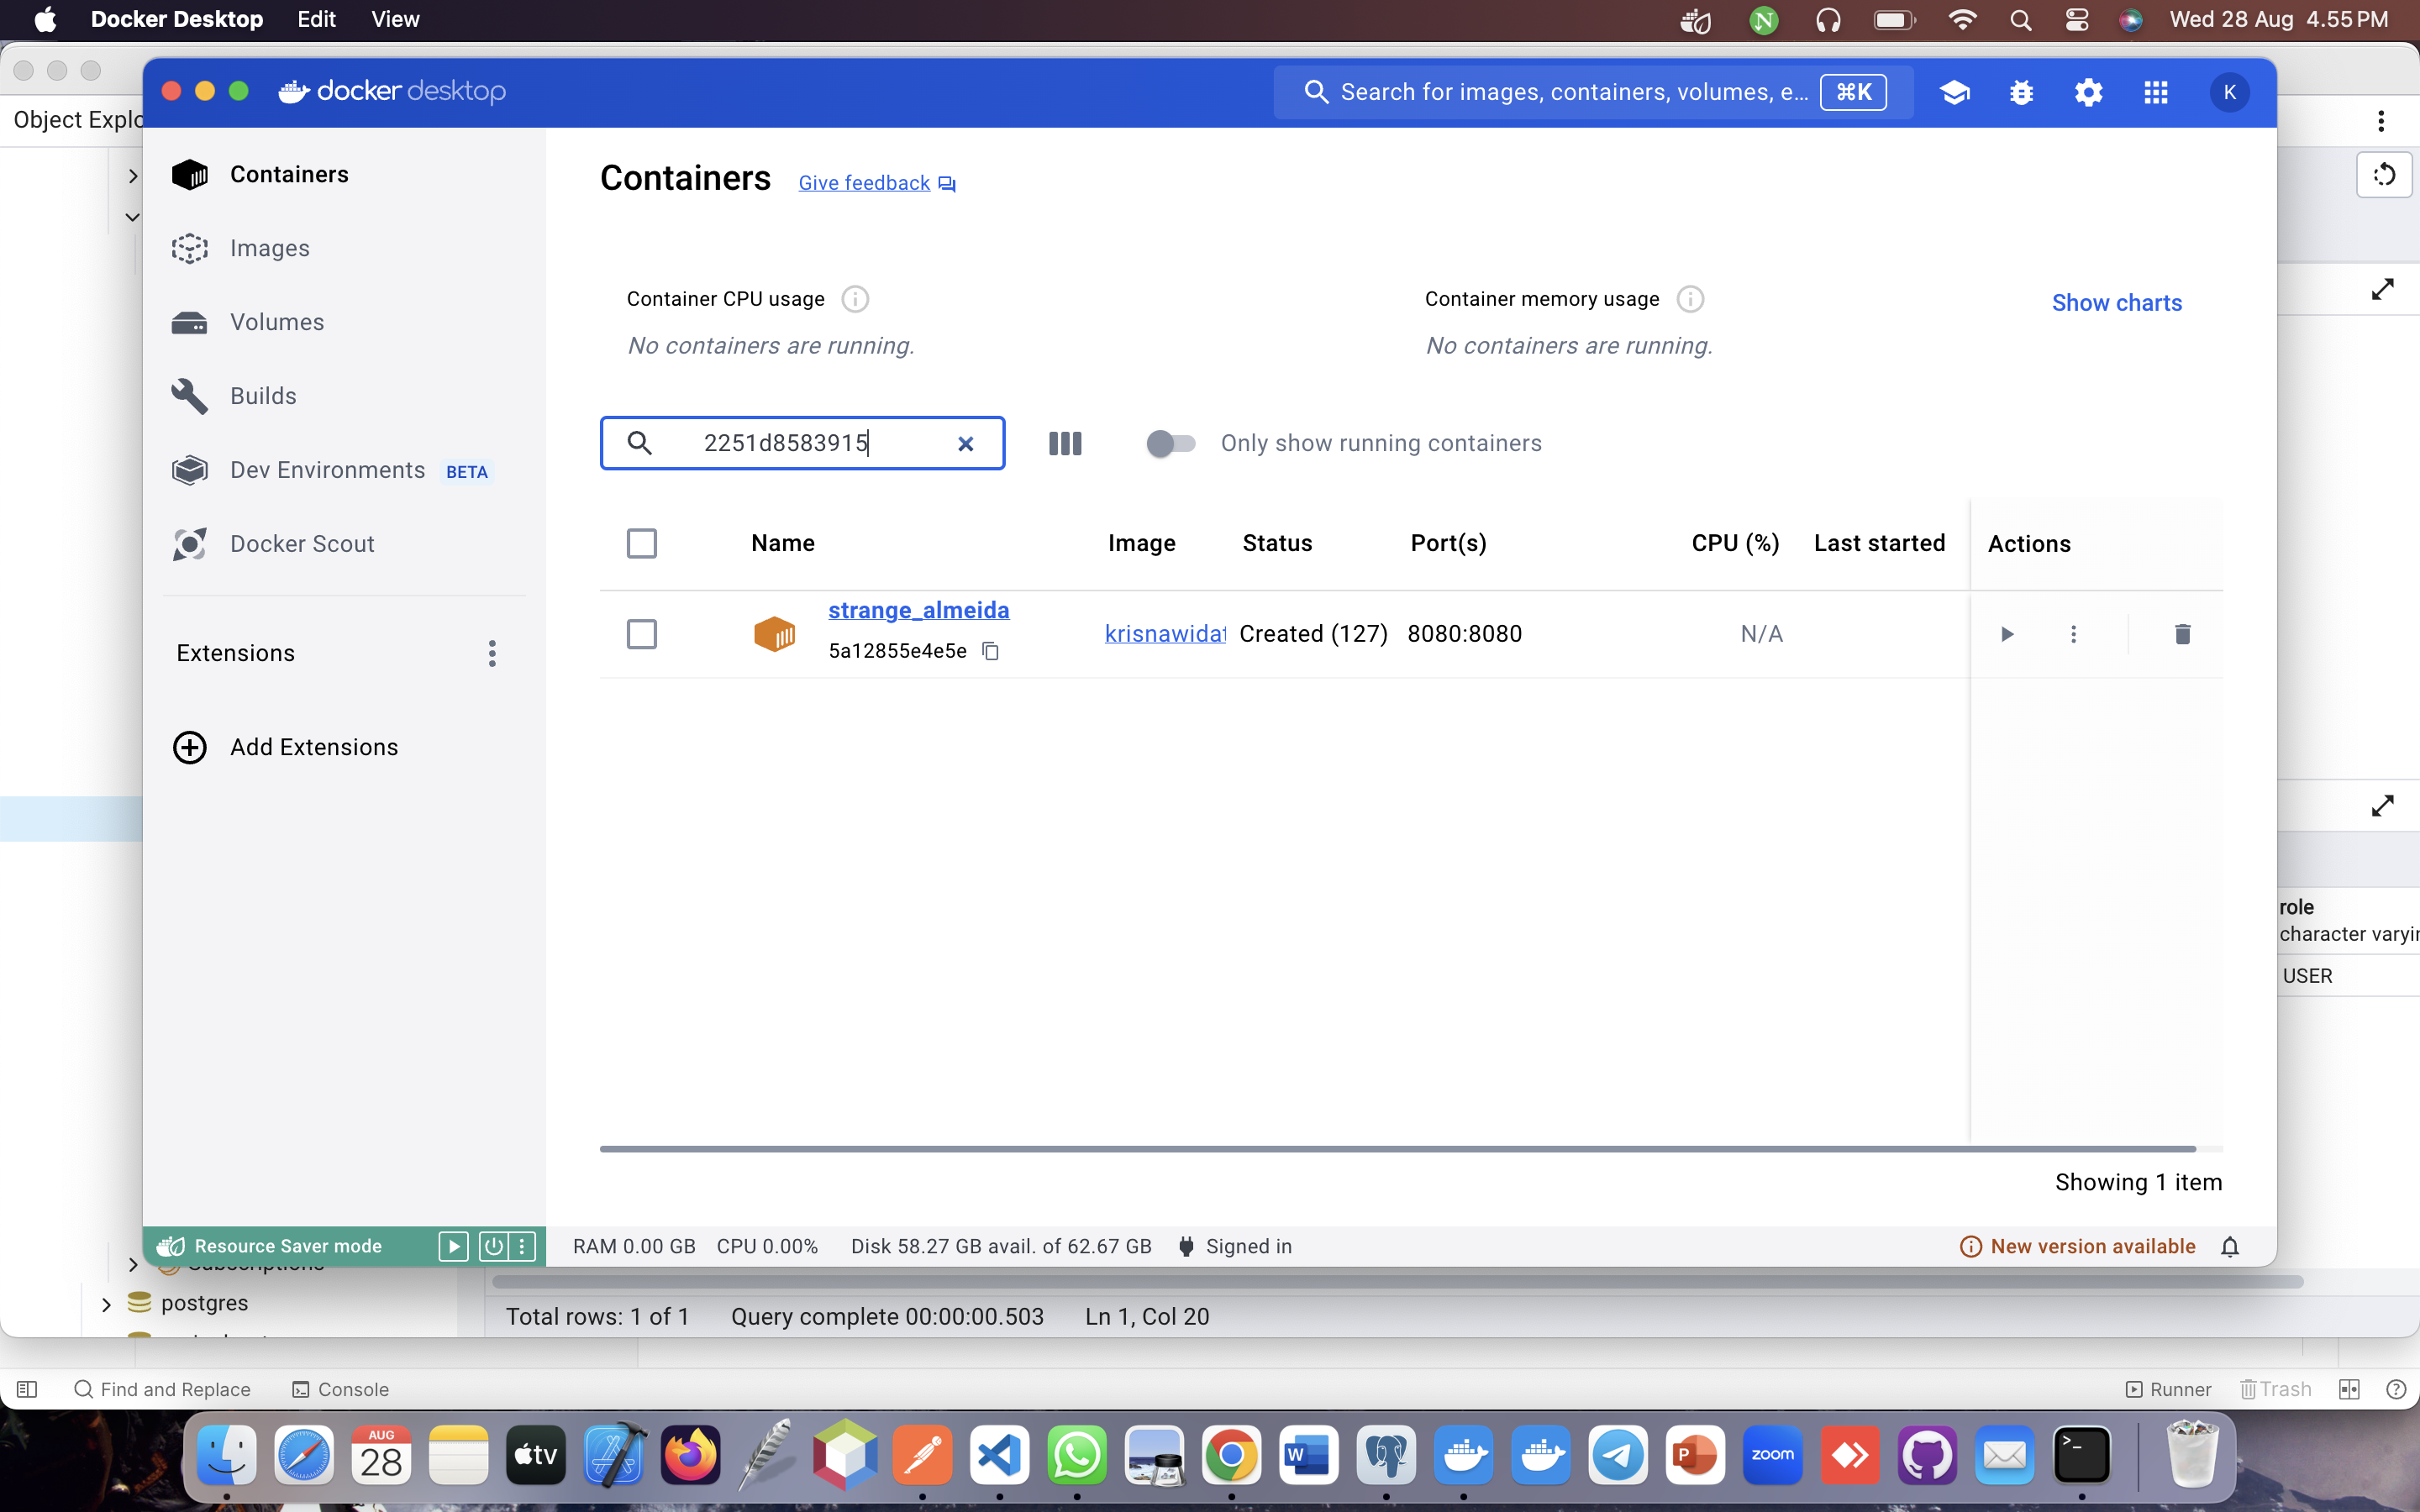 Docker Desktop Edit View Wed 28 Aug 4.55 PM
docker desktop Search for images, containers, volumes, e... ⌘K K
Object Explo
Containers
Images
Volumes
Builds
Dev Environments BETA
Docker Scout
Extensions
Add Extensions
Containers Give feedback
Container CPU usage
No containers are running.
Container memory usage
No containers are running.
Show charts
2251d8583915
Only show running containers
Name Image Status Port(s) CPU (%) Last started Actions
strange_almeida
5a12855e4e5e
krisnawidat Created (127) 8080:8080 N/A
Showing 1 item
role
character varyin
USER
Resource Saver mode RAM 0.00 GB CPU 0.00% Disk 58.27 GB avail. of 62.67 GB Signed in New version available
Subscriptions
postgres
Total rows: 1 of 1 Query complete 00:00:00.503 Ln 1, Col 20
Find and Replace Console Runner Trash
AUG
28
tv
W
P
zoom